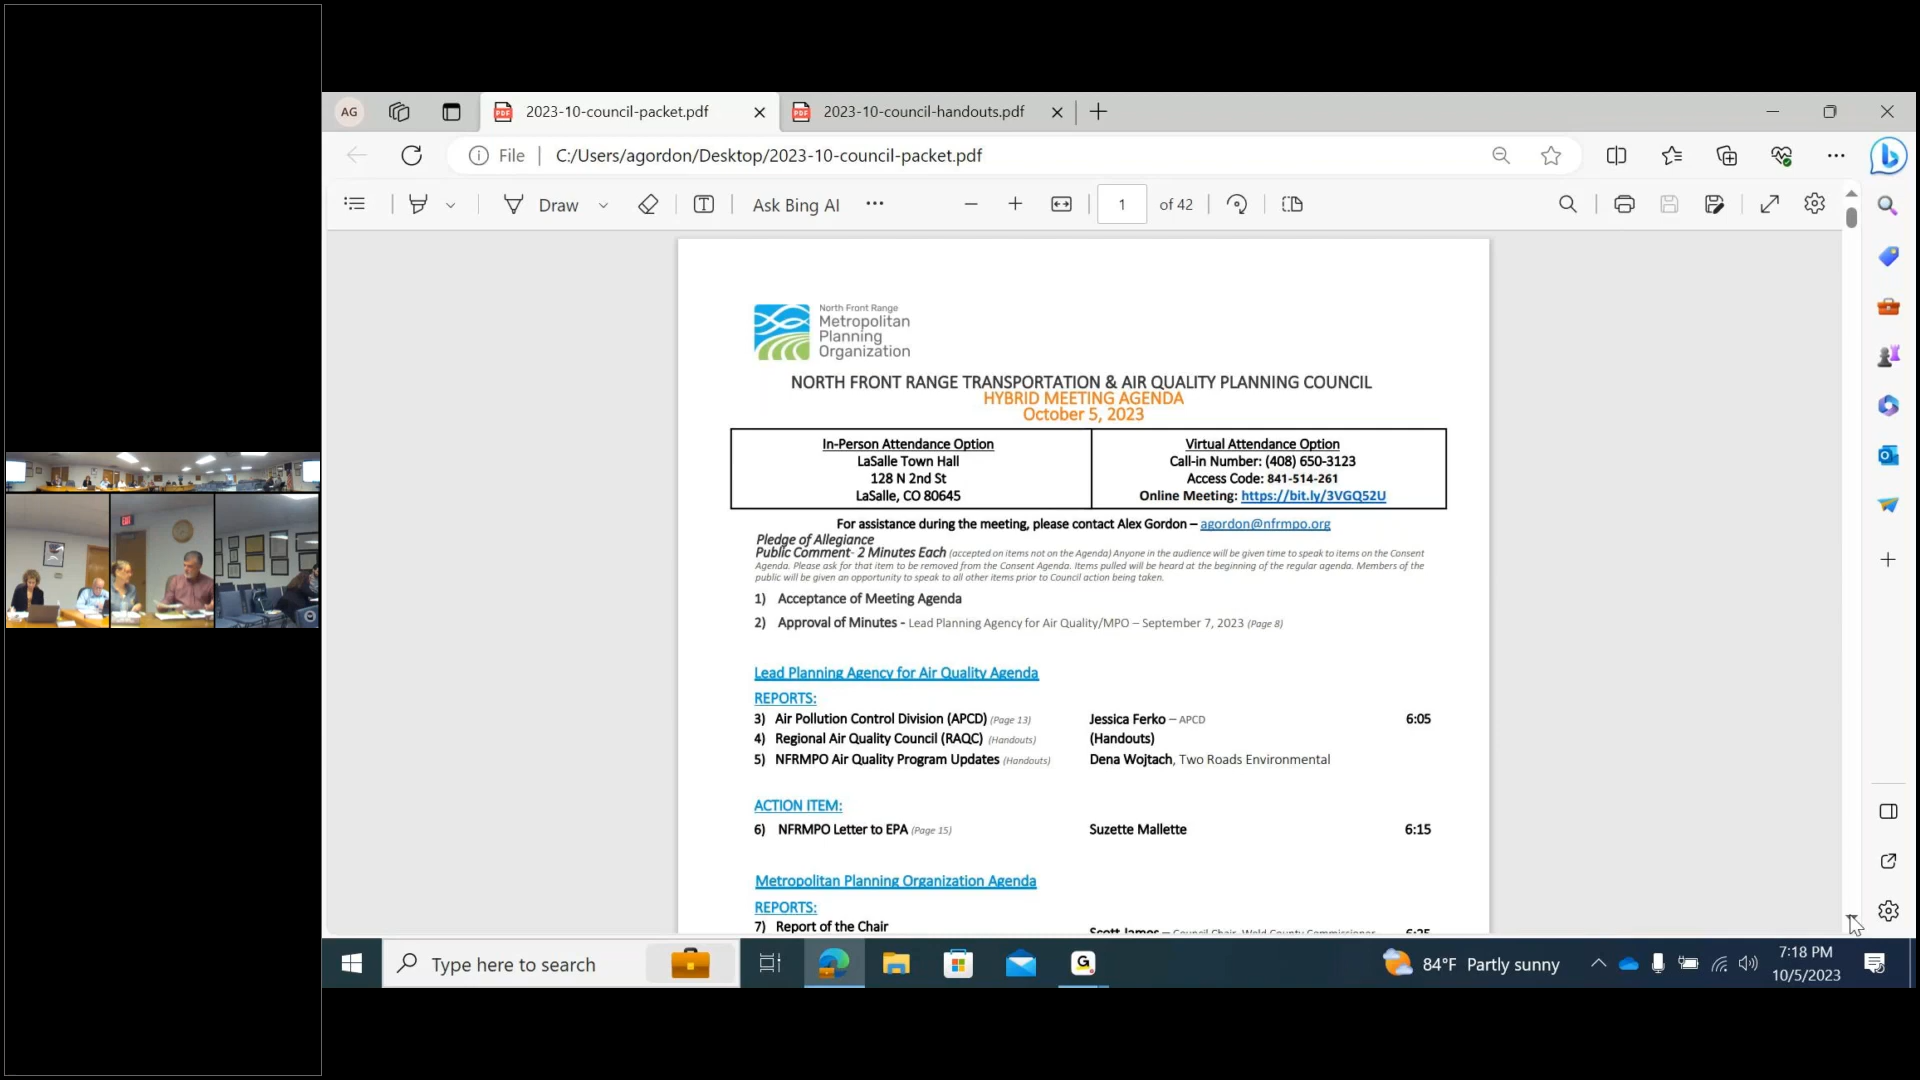 AG
2023-10-council-packet.pdf
2023-10-council-handouts.pdf
File
C:/Users/agordon/Desktop/2023-10-council-packet.pdf
Draw
Ask Bing AI
1
of 42
North Front Range
Metropolitan
Planning
Organization
NORTH FRONT RANGE TRANSPORTATION & AIR QUALITY PLANNING COUNCIL
HYBRID MEETING AGENDA
October 5, 2023
In-Person Attendance Option
LaSalle Town Hall
128 N 2nd St
LaSalle, CO 80645
Virtual Attendance Option
Call-in Number: (408) 650-3123
Access Code: 841-514-261
Online Meeting: https://bit.ly/3VGQ52U
For assistance during the meeting, please contact Alex Gordon – agordon@nfrmpo.org
Pledge of Allegiance
Public Comment- 2 Minutes Each (accepted on items not on the Agenda) Anyone in the audience will be given time to speak to items on the Consent
Agenda. Please ask for that item to be removed from the Consent Agenda. Items pulled will be heard at the beginning of the regular agenda. Members of the
public will be given an opportunity to speak to all other items prior to Council action being taken.
1) Acceptance of Meeting Agenda
2) Approval of Minutes - Lead Planning Agency for Air Quality/MPO – September 7, 2023 (Page 8)
Lead Planning Agency for Air Quality Agenda
REPORTS:
3) Air Pollution Control Division (APCD) (Page 13) Jessica Ferko – APCD 6:05
4) Regional Air Quality Council (RAQC) (Handouts) (Handouts)
5) NFRMPO Air Quality Program Updates (Handouts) Dena Wojtach, Two Roads Environmental
ACTION ITEM:
6) NFRMPO Letter to EPA (Page 15) Suzette Mallette 6:15
Metropolitan Planning Organization Agenda
REPORTS:
7) Report of the Chair Scott James – Council Chair, Weld County Commissioner 6:25
Type here to search
84°F Partly sunny
7:18 PM
10/5/2023